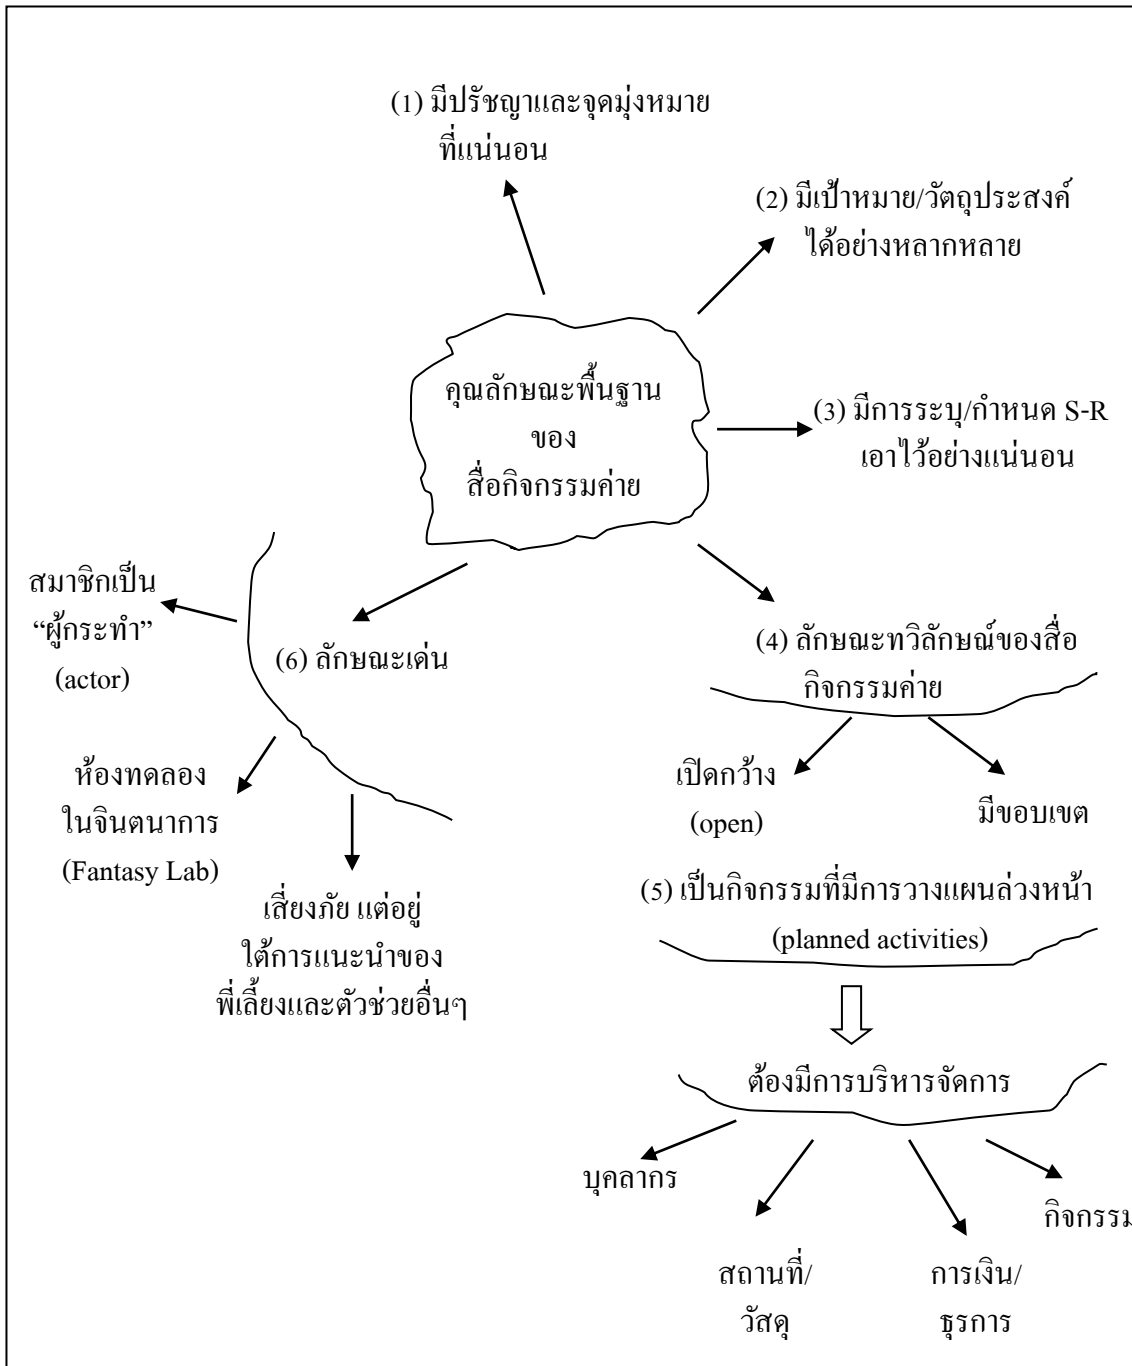 (1) มีปรัชญาและจุดมุ่งหมาย
ที่แน่นอน
(2) มีเป้าหมาย/วัตถุประสงค์
ได้อย่างหลากหลาย
คุณลักษณะพื้นฐาน
ของ
สื่อกิจกรรมค่าย
(3) มีการระบุ/กำหนด S-R
เอาไว้อย่างแน่นอน
(4) ลักษณะทวิลักษณ์ของสื่อ
กิจกรรมค่าย
เปิดกว้าง
(open)
มีขอบเขต
(5) เป็นกิจกรรมที่มีการวางแผนล่วงหน้า
(planned activities)
ต้องมีการบริหารจัดการ
บุคลากร
สถานที่/
วัสดุ
การเงิน/
ธุรการ
กิจกรรม
(6) ลักษณะเด่น
สมาชิกเป็น
“ผู้กระทำ”
(actor)
ห้องทดลอง
ในจินตนาการ
(Fantasy Lab)
เสี่ยงภัย แต่อยู่
ใต้การแนะนำของ
พี่เลี้ยงและตัวช่วยอื่นๆ